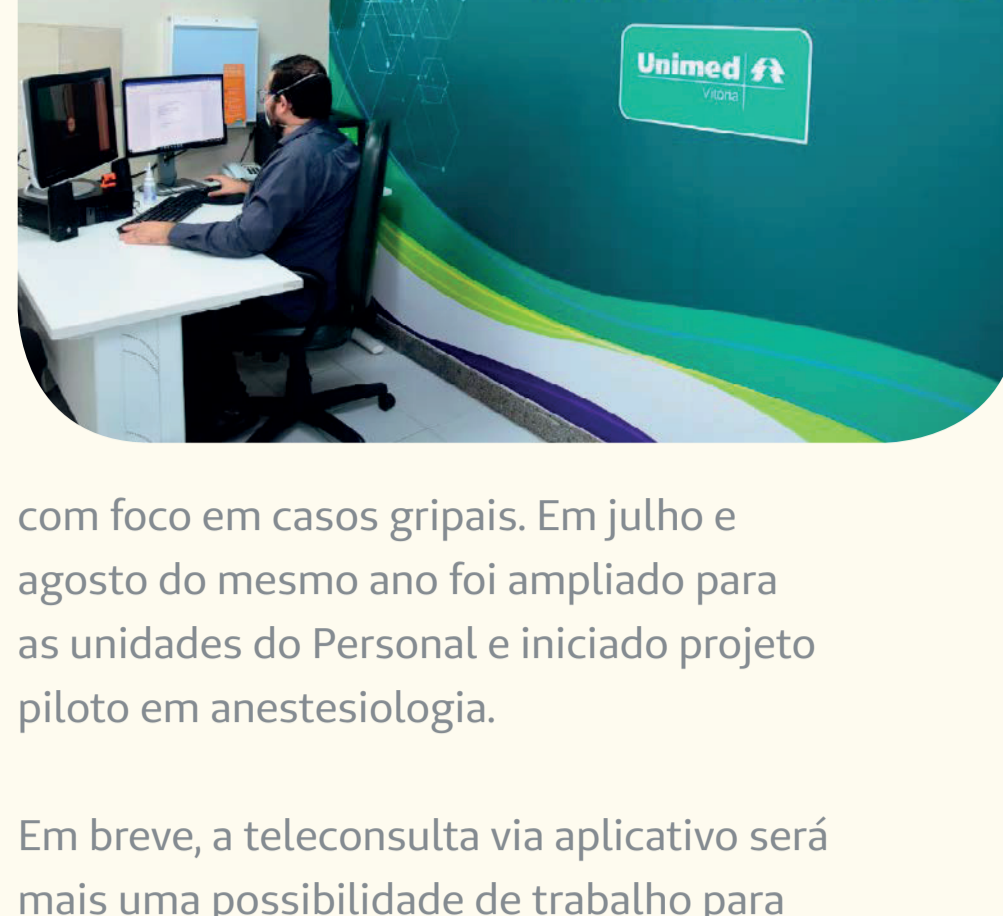 Unimed
Vitória
com foco em casos gripais. Em julho e
agosto do mesmo ano foi ampliado para
as unidades do Personal e iniciado projeto
piloto em anestesiologia.
Em breve, a teleconsulta via aplicativo será
mais uma possibilidade de trabalho para